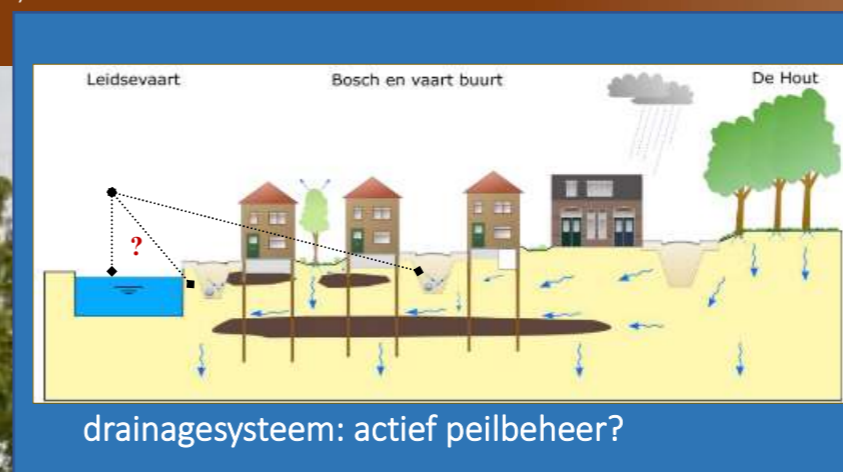 Leidsevaart Bosch en vaart buurt De Hout
?
drainagesysteem: actief peilbeheer?